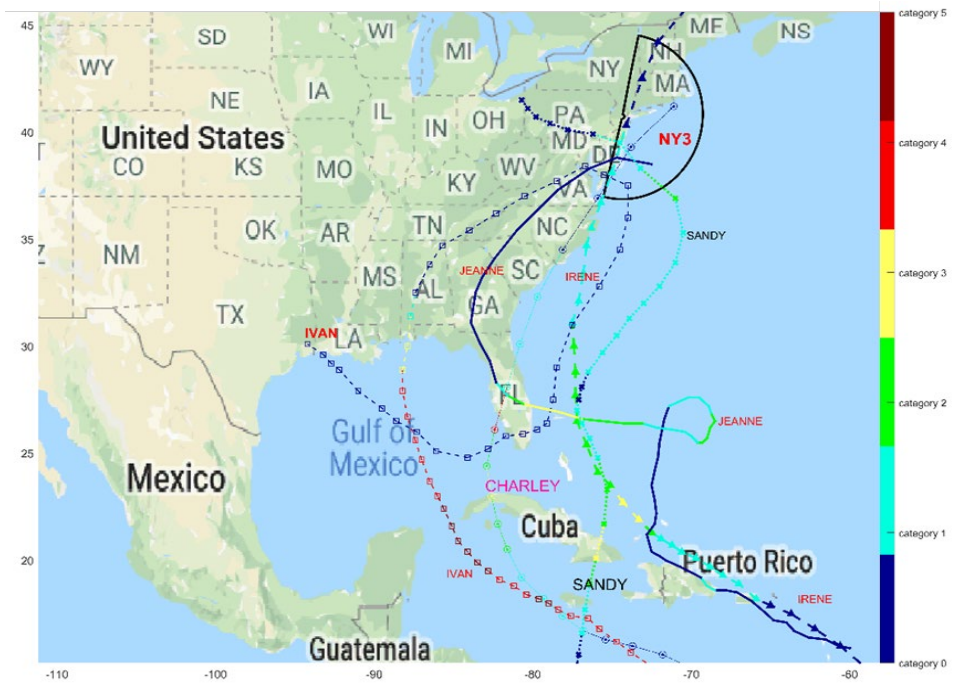 45
40
35
30
25
20
-110
-100
-90
-80
-70
-60
category 5
category 4
category 3
category 2
category 1
category 0
WI
ME
NS
SD
NH
WY
MI
NY
MA
NE
IA
IL
IN
OH
PA
NY3
United States
MD
DE
CO
KS
MO
WV
KY
VA
OK
AR
TN
NC
SANDY
NM
MS
AL
JEANNE
SC
IRENE
GA
TX
IVAN
LA
FL
JEANNE
Gulf of
Mexico
Mexico
CHARLEY
Cuba
IVAN
SANDY
Puerto Rico
IRENE
Guatemala